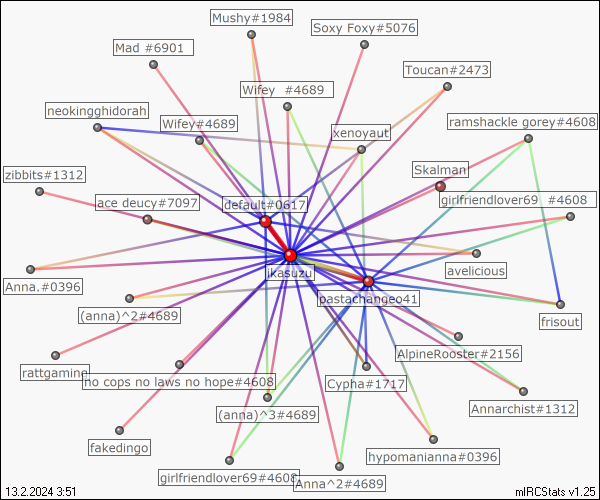 Mushy#1984
Soxy Foxy#5076
Mad #6901
Toucan#2473
Wifey #4689
neokingghidorah
Wifey#4689
ramshackle gorey#4608
xenoyaut
zibbits#1312
Skalman
ace deucy#7097
default#0617
girlfriendlover69 #4608
ikasuzu
avelicious
Anna.#0396
pastachangeo41
(anna)^2#4689
frisout
AlpineRooster#2156
rattgamine
no cops no laws no hope#4608
Cypha#1717
(anna)^3#4689
Annarchist#1312
fakedingo
hypomanianna#0396
girlfriendlover69#4608
Anna^2#4689
13.2.2024 3:51
mIRCStats v1.25